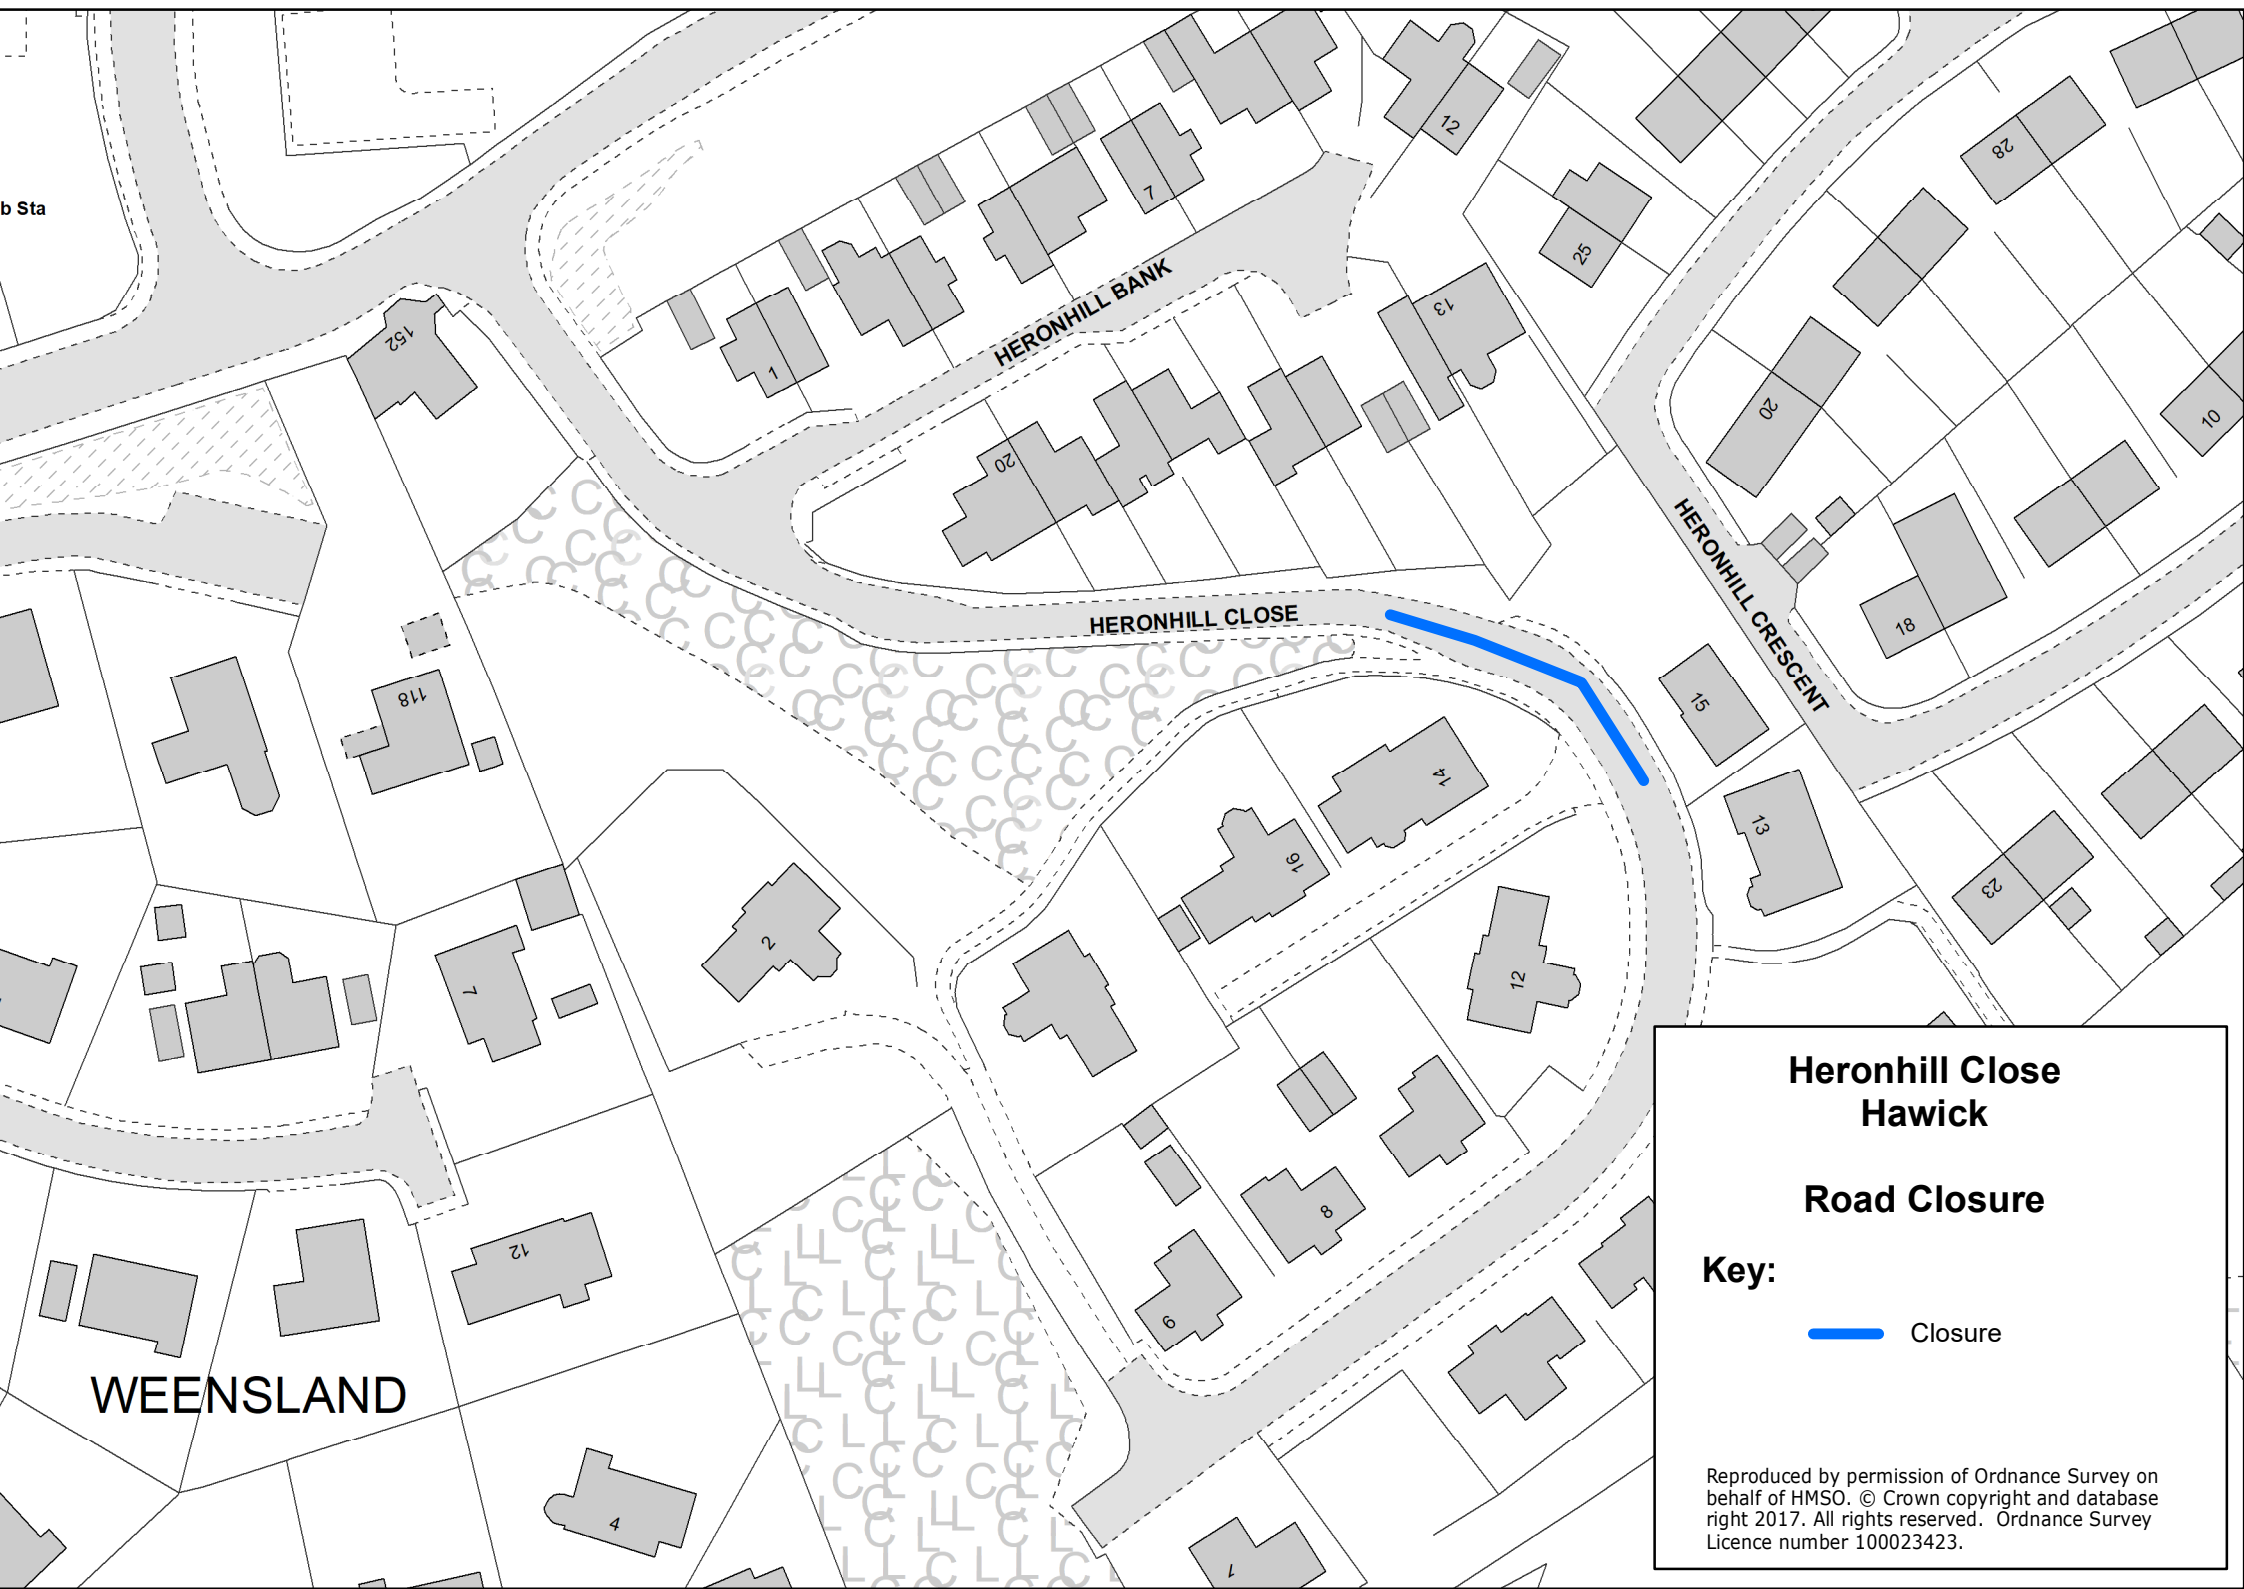 b Sta
152
1
7
12
25
28
HERONHILL BANK
13
20
20
10
HERONHILL CRESCENT
HERONHILL CLOSE
18
118
15
14
13
16
23
2
7
12
12
8
6
4
1
WEENSLAND
Heronhill Close
Hawick
Road Closure
Key:
Closure
Reproduced by permission of Ordnance Survey on
behalf of HMSO. © Crown copyright and database
right 2017. All rights reserved. Ordnance Survey
Licence number 100023423.